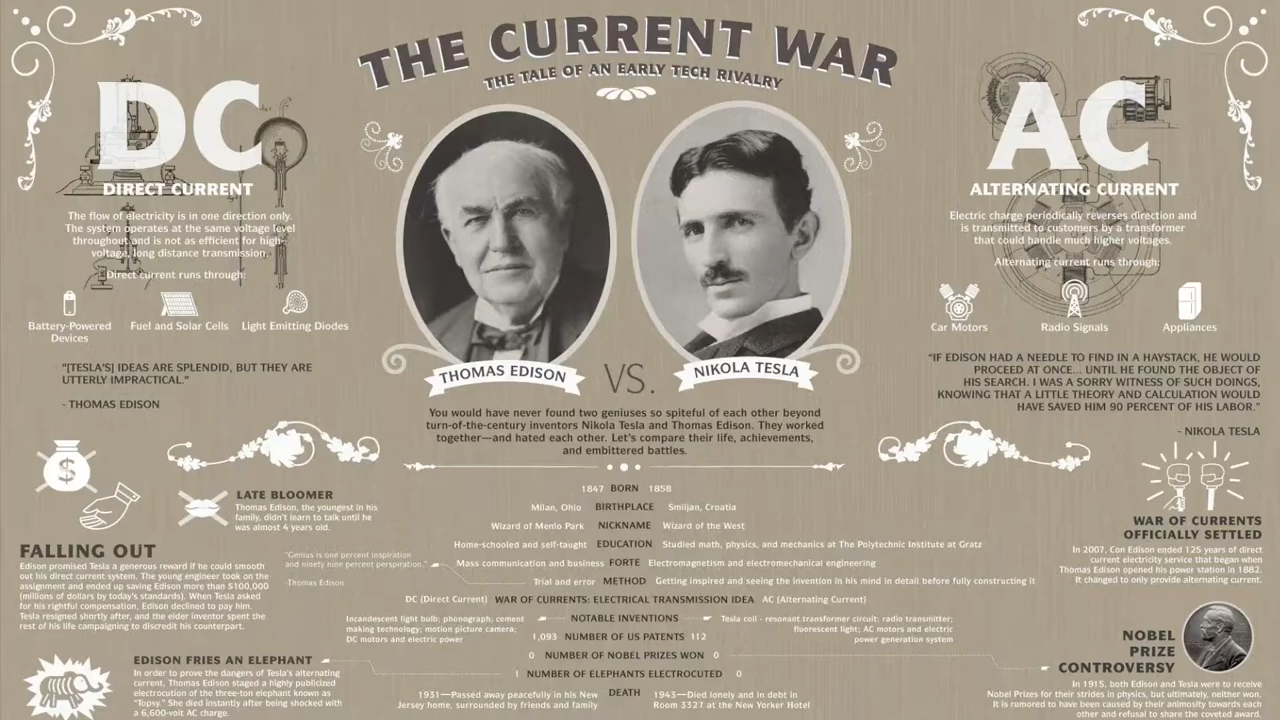 THE CURRENT WAR
THE TALE OF AN EARLY TECH RIVALRY
DC
DIRECT CURRENT
The flow of electricity is in one direction only.
The system operates at the same voltage level
throughout and is not as efficient for high-
voltage, long distance transmission.
Direct current runs through:
Battery-Powered
Devices
Fuel and Solar Cells
Light Emitting Diodes
"[TESLA'S] IDEAS ARE SPLENDID, BUT THEY ARE
UTTERLY IMPRACTICAL."
- THOMAS EDISON
AC
ALTERNATING CURRENT
Electric charge periodically reverses direction and
is transmitted to customers by a transformer
that could handle much higher voltages.
Alternating current runs through:
Car Motors
Radio Signals
Appliances
"IF EDISON HAD A NEEDLE TO FIND IN A HAYSTACK, HE WOULD
PROCEED AT ONCE... UNTIL HE FOUND THE OBJECT OF
HIS SEARCH. I WAS A SORRY WITNESS OF SUCH DOINGS,
KNOWING THAT A LITTLE THEORY AND CALCULATION WOULD
HAVE SAVED HIM 90 PERCENT OF HIS LABOR."
- NIKOLA TESLA
THOMAS EDISON
VS.
NIKOLA TESLA
You would have never found two geniuses so spiteful of each other beyond
turn-of-the-century inventors Nikola Tesla and Thomas Edison. They worked
together—and hated each other. Let's compare their life, achievements,
and embittered battles.
$
LATE BLOOMER
Thomas Edison, the youngest in his
family, didn't learn to talk until he
was almost 4 years old.
FALLING OUT
Edison promised Tesla a generous reward if he could smooth
out his direct current system. The young engineer took on the
assignment and ended up saving Edison more than $100,000
(millions of dollars by today's standards). When Tesla asked
for his rightful compensation, Edison declined to pay him.
Tesla resigned shortly after, and the elder inventor spent the
rest of his life campaigning to discredit his counterpart.
"Genius is one percent inspiration
and ninety nine percent perspiration."
-Thomas Edison
EDISON FRIES AN ELEPHANT
In order to prove the dangers of Tesla's alternating
current, Thomas Edison staged a highly publicized
electrocution of the three-ton elephant known as
"Topsy." She died instantly after being shocked with
a 6,600-volt AC charge.
1847 BORN 1858
Milan, Ohio BIRTHPLACE Smiljan, Croatia
Wizard of Menlo Park NICKNAME Wizard of the West
Home-schooled and self-taught EDUCATION Studied math, physics, and mechanics at The Polytechnic Institute at Gratz
Mass communication and business FORTE Electromagnetism and electromechanical engineering
Trial and error METHOD Getting inspired and seeing the invention in his mind in detail before fully constructing it
DC (Direct Current) WAR OF CURRENTS: ELECTRICAL TRANSMISSION IDEA AC (Alternating Current)
Incandescent light bulb; phonograph; cement
making technology; motion picture camera;
DC motors and electric power
NOTABLE INVENTIONS
Tesla coil - resonant transformer circuit; radio transmitter;
fluorescent light; AC motors and electric
power generation system
1,093 NUMBER OF US PATENTS 112
0 NUMBER OF NOBEL PRIZES WON 0
1 NUMBER OF ELEPHANTS ELECTROCUTED 0
1931—Passed away peacefully in his New
Jersey home, surrounded by friends and family
DEATH
1943—Died lonely and in debt in
Room 3327 at the New Yorker Hotel
WAR OF CURRENTS
OFFICIALLY SETTLED
In 2007, Con Edison ended 125 years of direct
current electricity service that began when
Thomas Edison opened his power station in 1882.
It changed to only provide alternating current.
NOBEL
PRIZE
CONTROVERSY
In 1915, both Edison and Tesla were to receive
Nobel Prizes for their strides in physics, but ultimately, neither won.
It is rumored to have been caused by their animosity towards each
other and refusal to share the coveted award.